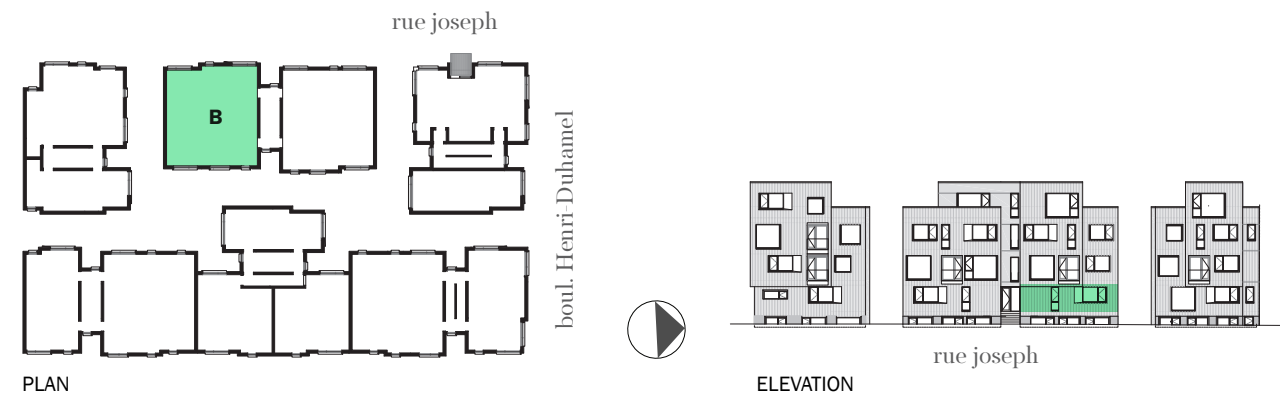 rue joseph
B
boul. Henri-Duhamel
rue joseph
PLAN
ELEVATION